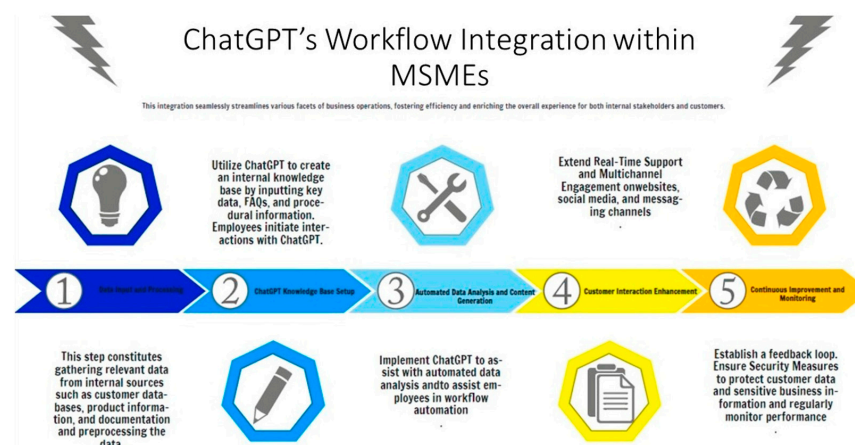 ChatGPT's Workflow Integration within
MSMEs
This integration seamlessly streamlines various facets of business operations, fostering efficiency and enriching the overall experience for both internal stakeholders and customers.
Utilize ChatGPT to create
an internal knowledge
base by inputting key
data, FAQs, and proce-
dural information.
Employees initiate inter-
actions with ChatGPT.
Extend Real-Time Support
and Multichannel
Engagement onwebsites,
social media, and messag-
ing channels
.
1
Data Input and Processing
2
ChatGPT Knowledge Base Setup
3
Automated Data Analysis and Content
Generation
4
Customer Interaction Enhancement
5
Continuous Improvement and
Monitoring
This step constitutes
gathering relevant data
from internal sources
such as customer data-
bases, product informa-
tion, and documentation
and preprocessing the
data
Implement ChatGPT to as-
sist with automated data
analysis andto assist em-
ployees in workflow
automation
.
Establish a feedback loop.
Ensure Security Measures
to protect customer data
and sensitive business in-
formation and regularly
monitor performance
.